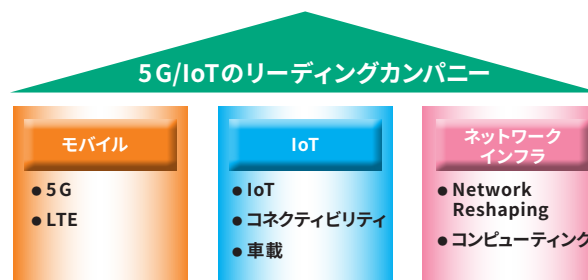 5G/IoTのリーディングカンパニー
モバイル
● 5G
● LTE
IoT
● IoT
● コネクティビリティ
● 車載
ネットワーク
インフラ
● Network
Reshaping
● コンピューティング